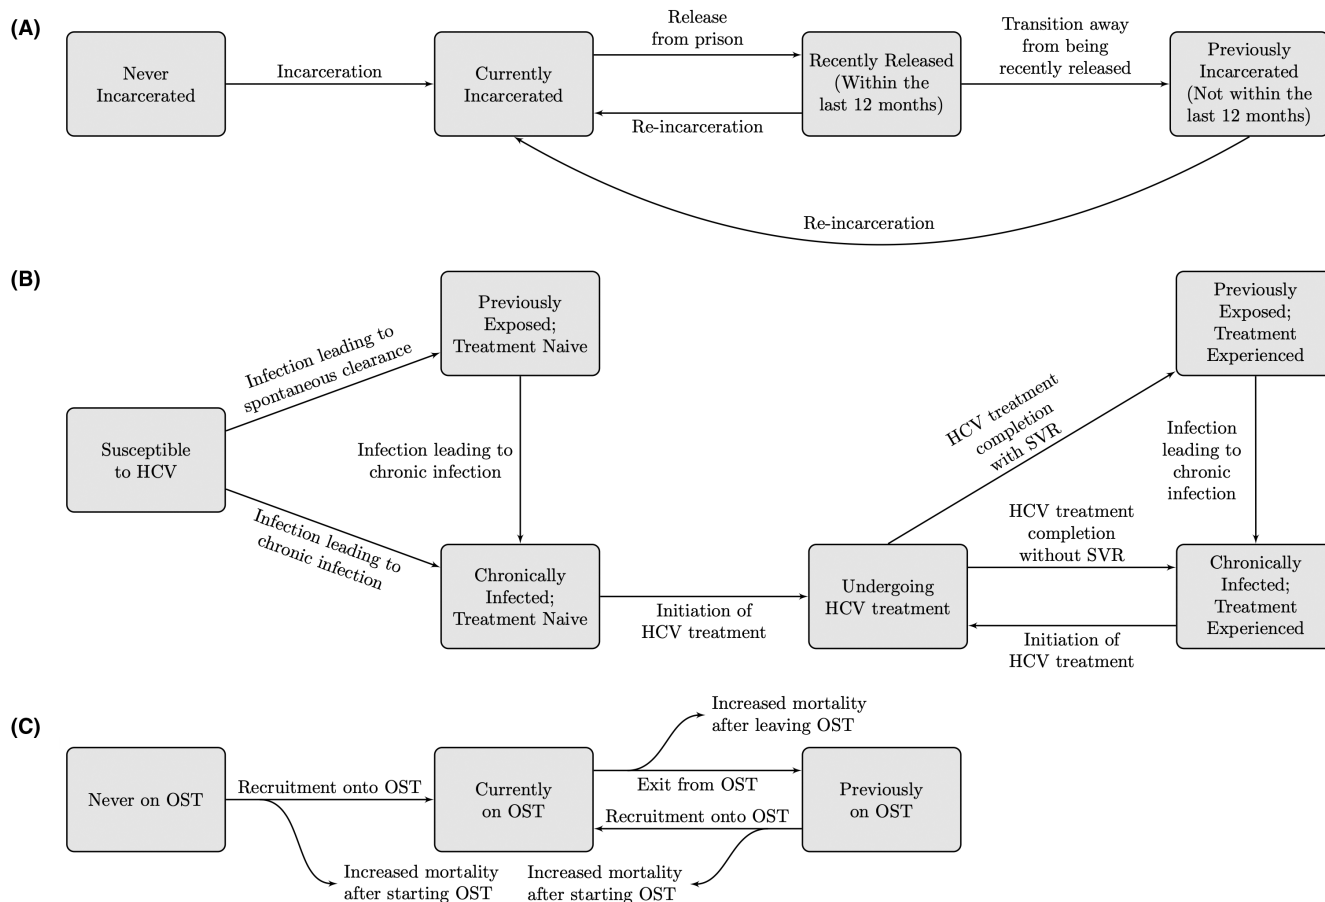 (A)
Never
Incarcerated
Incarceration
Currently
Incarcerated
Release
from prison
Re-incarceration
Recently Released
(Within the
last 12 months)
Transition away
from being
recently released
Previously
Incarcerated
(Not within the
last 12 months)
Re-incarceration
(B)
Susceptible
to HCV
Infection leading to
spontaneous clearance
Infection leading to
chronic infection
Previously
Exposed;
Treatment Naive
Infection leading to
chronic infection
Chronically
Infected;
Treatment Naive
Initiation of
HCV treatment
Undergoing
HCV treatment
HCV treatment
completion
with SVR
HCV treatment
completion
without SVR
Initiation of
HCV treatment
Previously
Exposed;
Treatment
Experienced
Infection
leading to
chronic
infection
Chronically
Infected;
Treatment
Experienced
(C)
Never on OST
Recruitment onto OST
Increased mortality
after starting OST
Currently
on OST
Increased mortality
after leaving OST
Exit from OST
Recruitment onto OST
Increased mortality
after starting OST
Previously
on OST